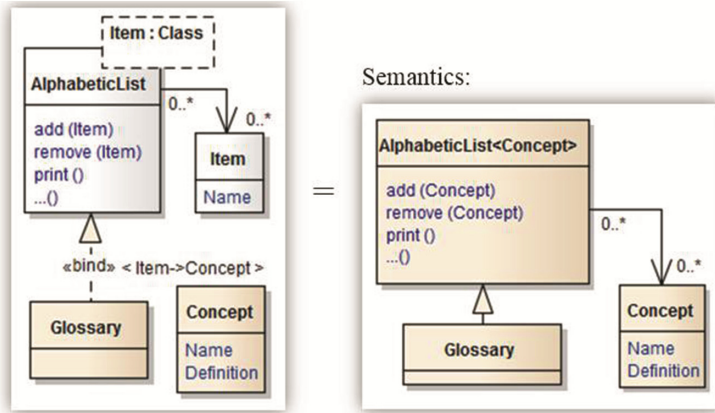 Item : Class
AlphabeticList
add (Item)
remove (Item)
print ()
...()
0..*
0..*
Item
Name
«bind» < Item->Concept >
Glossary
Concept
Name
Definition
=
Semantics:
AlphabeticList<Concept>
add (Concept)
remove (Concept)
print ()
...()
0..*
0..*
Concept
Name
Definition
Glossary